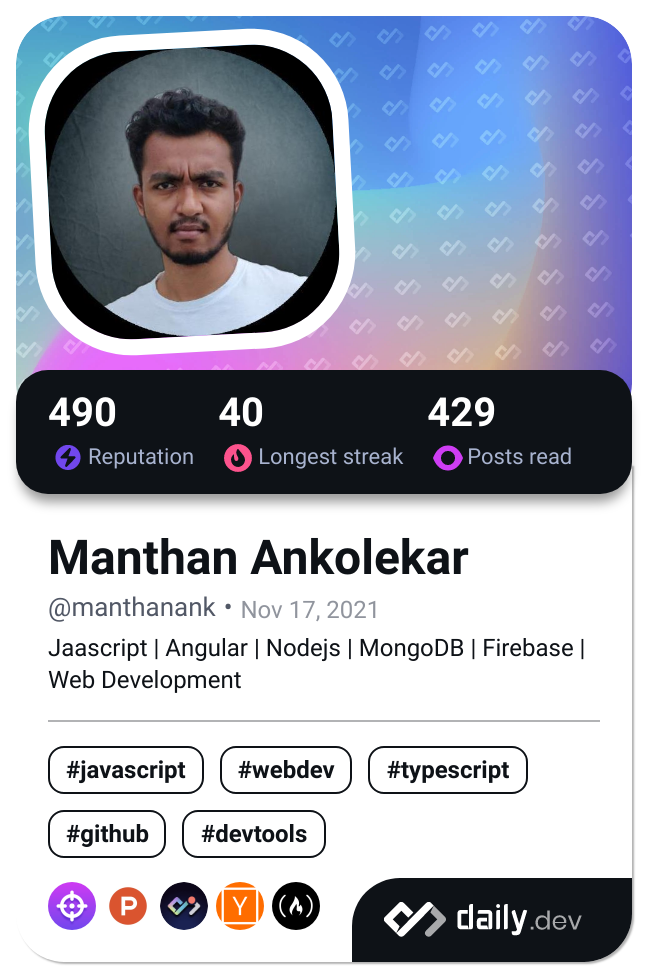 490 40 429
Reputation Longest streak Posts read
Manthan Ankolekar
@manthanank • Nov 17, 2021
Jaascript | Angular | Nodejs | MongoDB | Firebase |
Web Development
#javascript #webdev #typescript
#github #devtools
P Y daily.dev